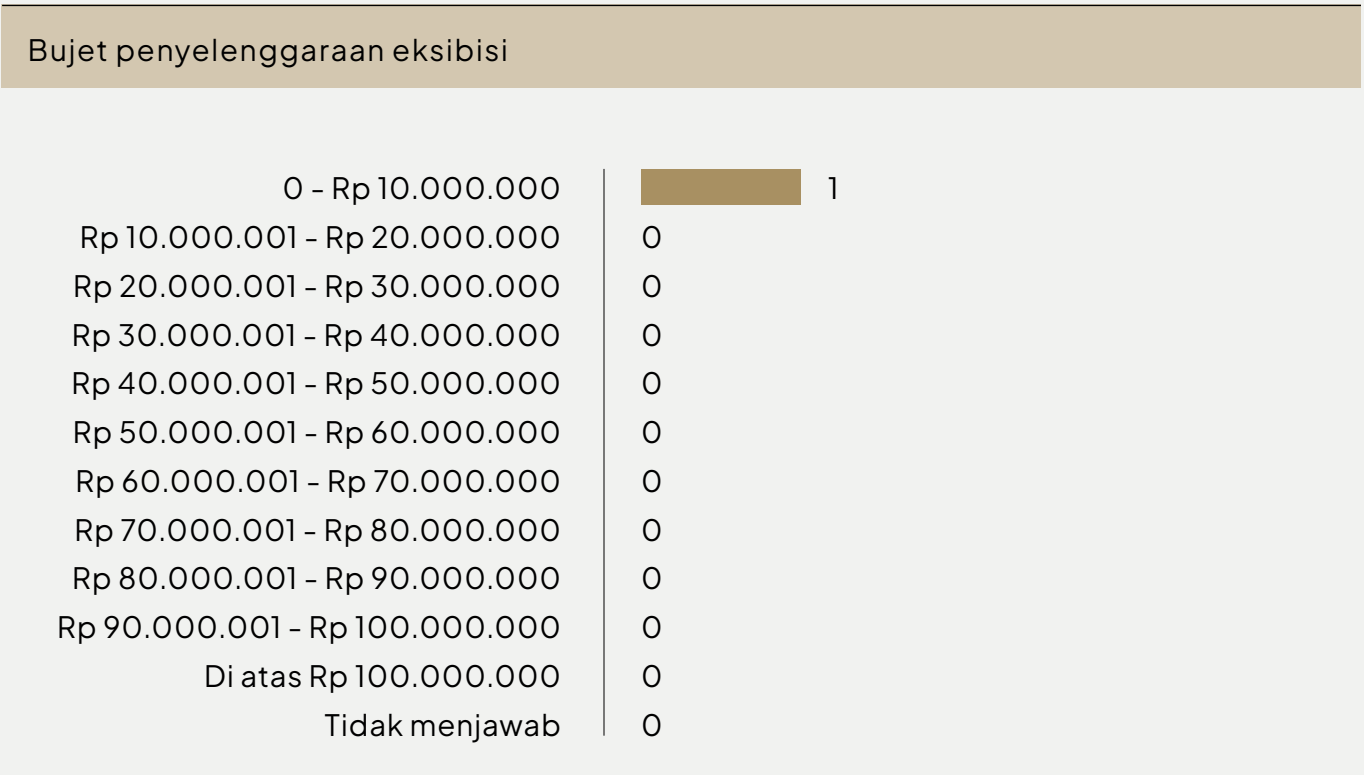 Bujet penyelenggaraan eksibisi
0 - Rp 10.000.000 1
Rp 10.000.001 - Rp 20.000.000 0
Rp 20.000.001 - Rp 30.000.000 0
Rp 30.000.001 - Rp 40.000.000 0
Rp 40.000.001 - Rp 50.000.000 0
Rp 50.000.001 - Rp 60.000.000 0
Rp 60.000.001 - Rp 70.000.000 0
Rp 70.000.001 - Rp 80.000.000 0
Rp 80.000.001 - Rp 90.000.000 0
Rp 90.000.001 - Rp 100.000.000 0
Di atas Rp 100.000.000 0
Tidak menjawab 0